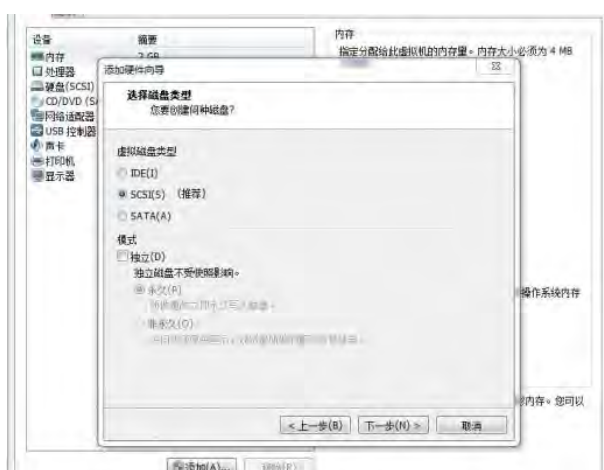 设备 摘要
内存 2 GB
处理器
硬盘(SCSI)
CD/DVD (SA
网络适配器
USB 控制器
声卡
打印机
显示器
内存
指定分配给此虚拟机的内存量。内存大小必须为 4 MB
添加硬件向导
选择磁盘类型
您要创建何种磁盘?
虚拟磁盘类型
IDE(I)
SCSI(S) (推荐)
SATA(A)
模式
独立(D)
独立磁盘不受快照影响。
永久(P)
非永久(O)
操作系统内存
内存。您可以
<上一步(B) 下一步(N) > 取消
添加(A)...